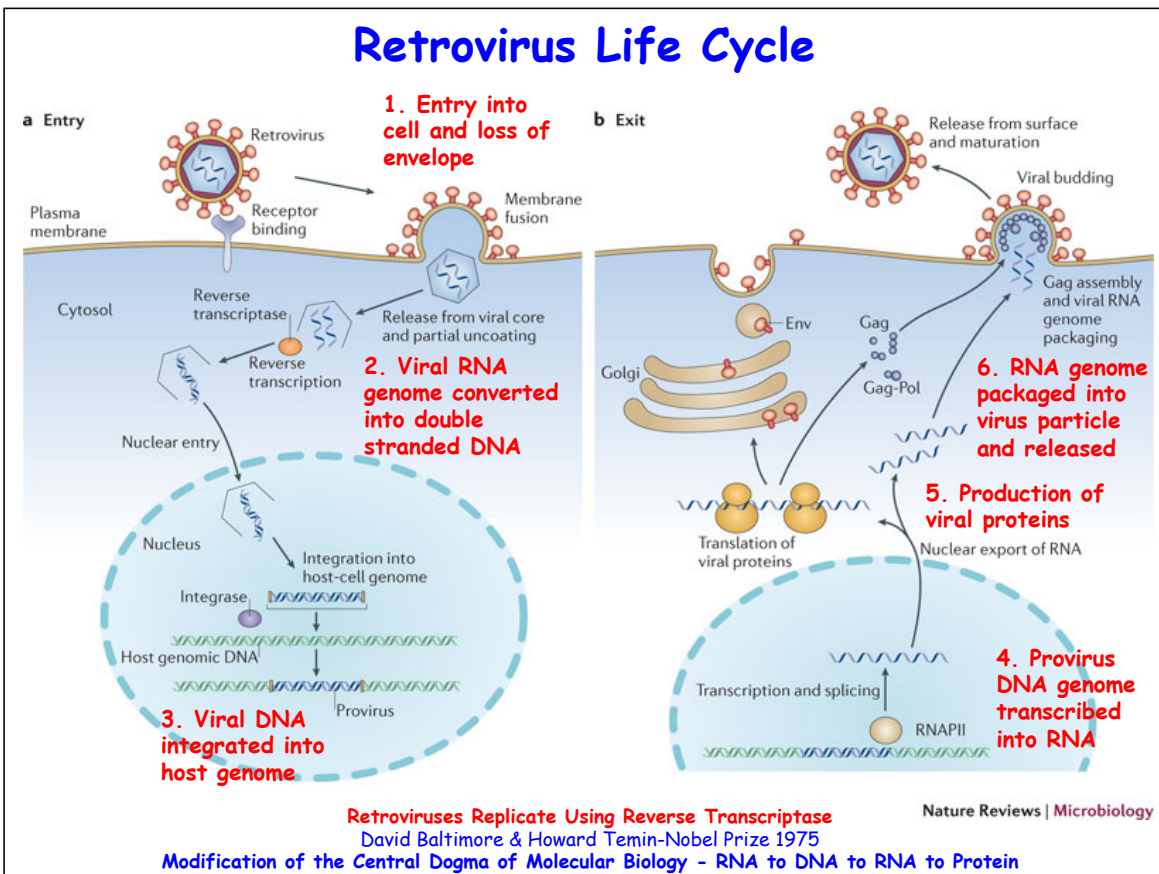 Retrovirus Life Cycle
a Entry
1. Entry into
cell and loss of
envelope
Retrovirus
Receptor
binding
Plasma
membrane
Membrane
fusion
Cytosol
Reverse
transcriptase
Release from viral core
and partial uncoating
Reverse
transcription
2. Viral RNA
genome converted
into double
stranded DNA
Nuclear entry
Nucleus
Integration into
host-cell genome
Integrase
Host genomic DNA
Provirus
3. Viral DNA
integrated into
host genome
b Exit
Release from surface
and maturation
Viral budding
Gag assembly
and viral RNA
genome
packaging
Env
Gag
Golgi
Gag-Pol
6. RNA genome
packaged into
virus particle
and released
5. Production of
viral proteins
Translation of
viral proteins
Nuclear export of RNA
4. Provirus
DNA genome
transcribed
into RNA
Transcription and splicing
RNAPII
Nature Reviews | Microbiology
Retroviruses Replicate Using Reverse Transcriptase
David Baltimore & Howard Temin-Nobel Prize 1975
Modification of the Central Dogma of Molecular Biology - RNA to DNA to RNA to Protein